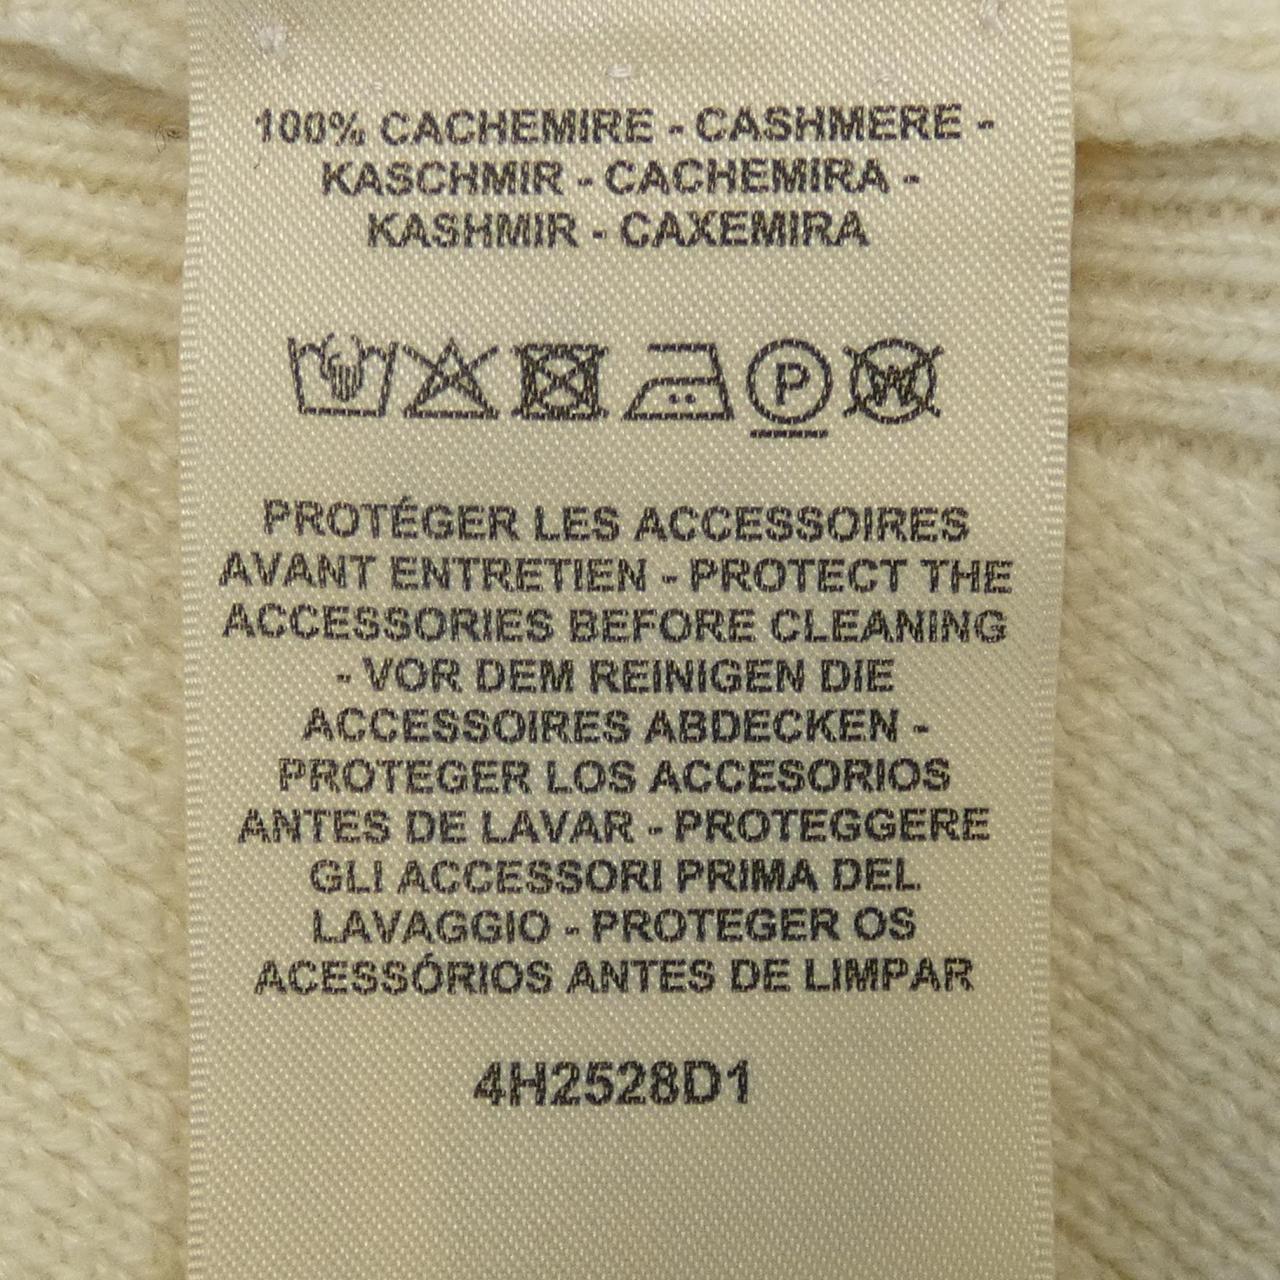 100% CACHEMIRE - CASHMERE -
KASCHMIR - CACHEMIRA -
KASHMIR - CAXEMIRA
P W
PROTÉGER LES ACCESSOIRES
AVANT ENTRETIEN - PROTECT THE
ACCESSORIES BEFORE CLEANING
- VOR DEM REINIGEN DIE
ACCESSOIRES ABDECKEN -
PROTEGER LOS ACCESORIOS
ANTES DE LAVAR - PROTEGGERE
GLI ACCESSORI PRIMA DEL
LAVAGGIO - PROTEGER OS
ACESSÓRIOS ANTES DE LIMPAR
4H2528D1